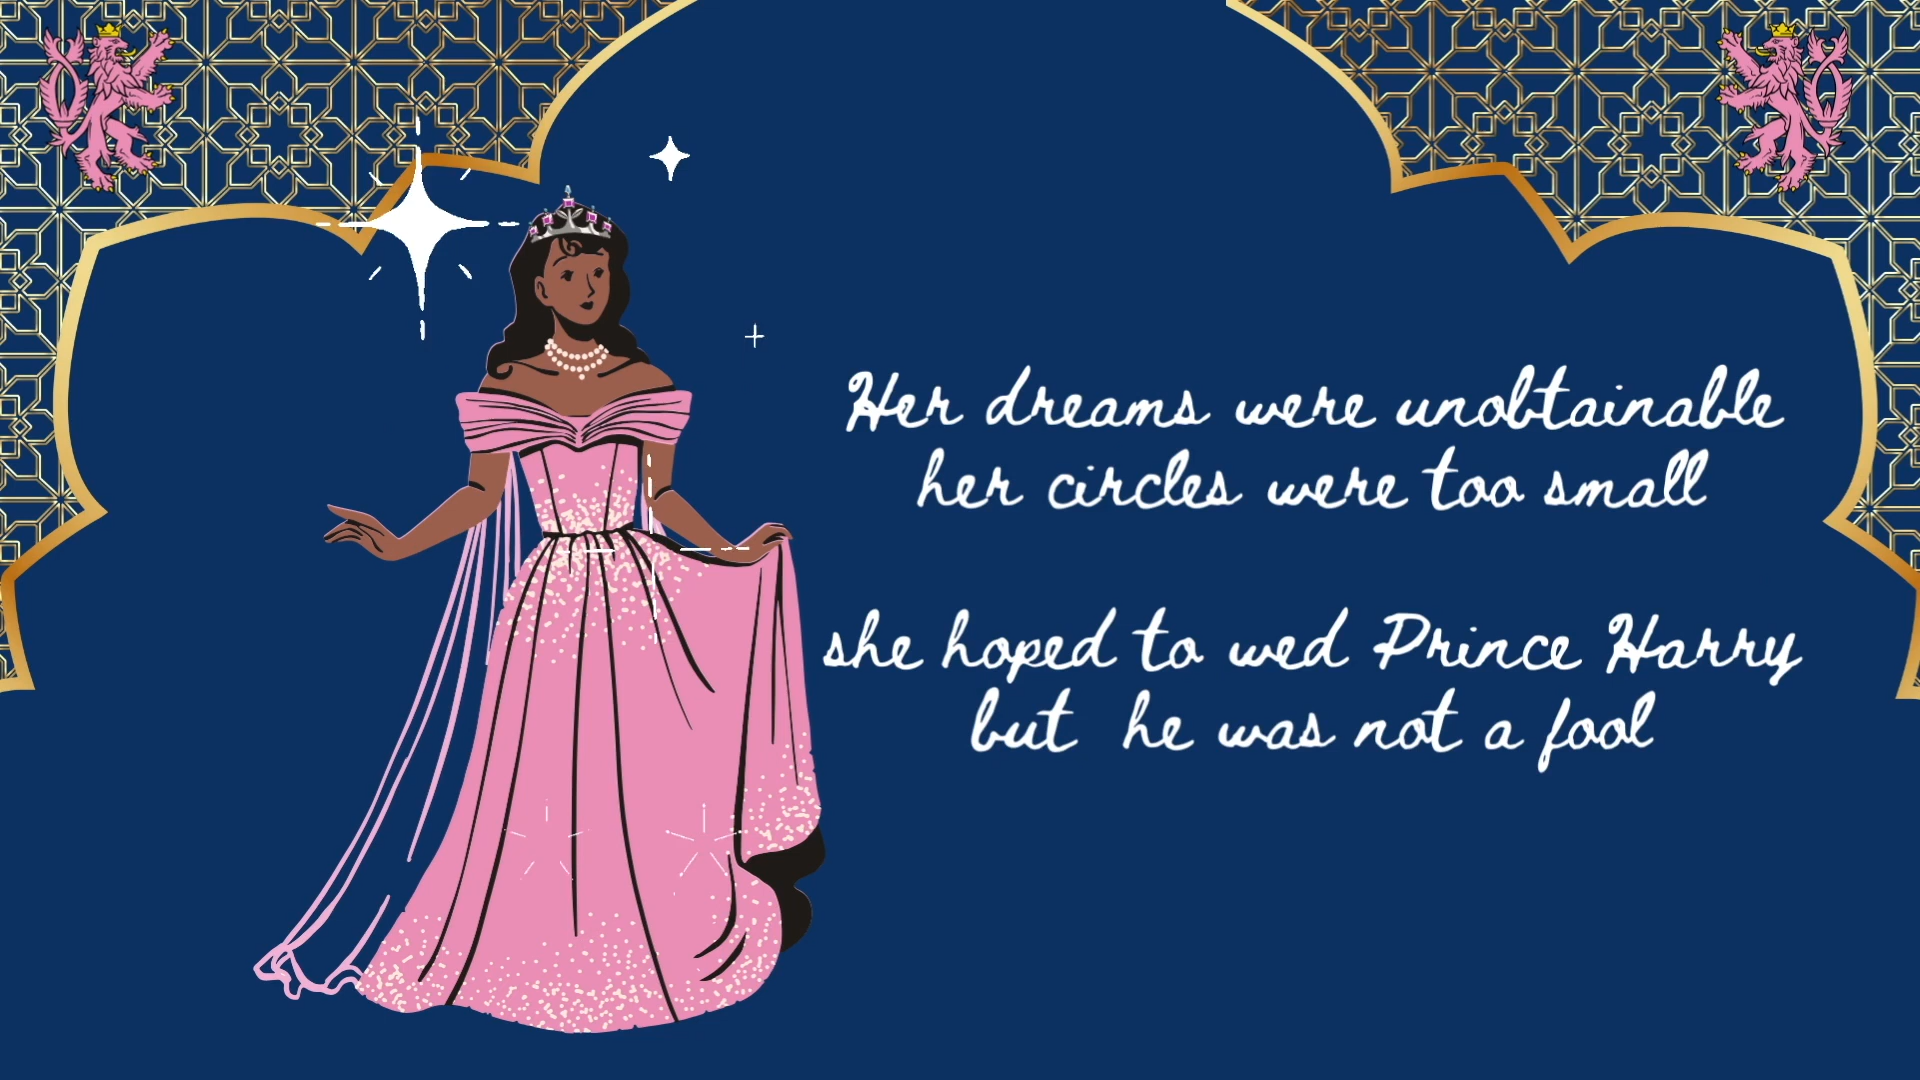 Her dreams were unobtainable
her circles were too small
she hoped to wed Prince Harry
but he was not a fool